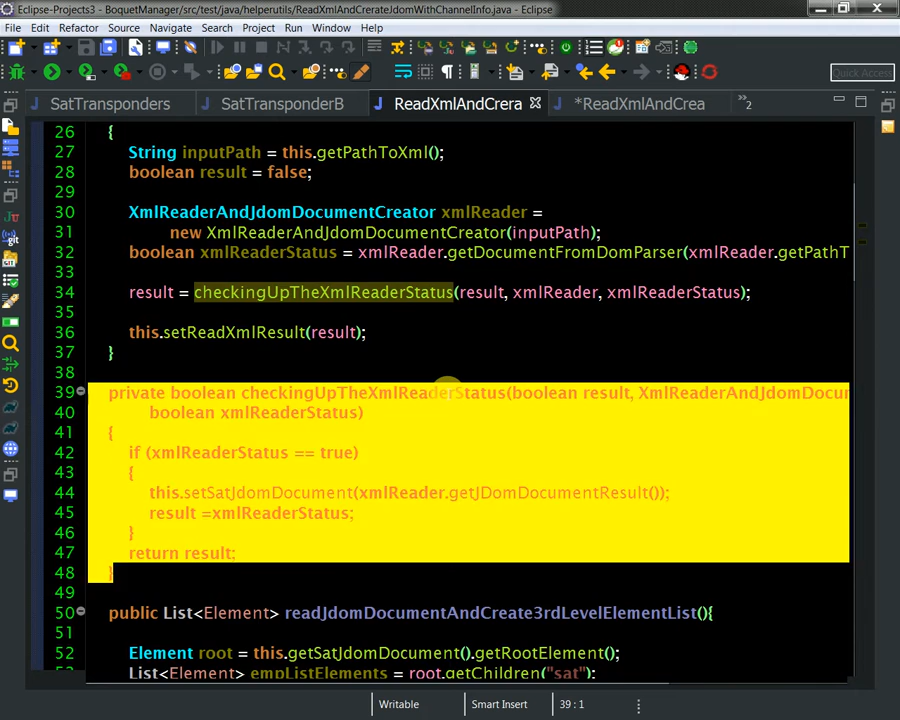 Eclipse-Projects3 - BoquetManager/src/test/java/helperutils/ReadXmlAndCrerateJdomWithChannelInfo.java - Eclipse
File Edit Refactor Source Navigate Search Project Run Window Help
Quick Access
SatTransponders SatTransponderB ReadXmlAndCrera *ReadXmlAndCrea »2
26 {
27 String inputPath = this.getPathToXml();
28 boolean result = false;
29
30 XmlReaderAndJdomDocumentCreator xmlReader =
31 new XmlReaderAndJdomDocumentCreator(inputPath);
32 boolean xmlReaderStatus = xmlReader.getDocumentFromDomParser(xmlReader.getPathT
33
34 result = checkingUpTheXmlReaderStatus(result, xmlReader, xmlReaderStatus);
35
36 this.setReadXmlResult(result);
37 }
38
39 private boolean checkingUpTheXmlReaderStatus(boolean result, XmlReaderAndJdomDocur
40 boolean xmlReaderStatus)
41 {
42 if (xmlReaderStatus == true)
43 {
44 this.setSatJdomDocument(xmlReader.getJDomDocumentResult());
45 result =xmlReaderStatus;
46 }
47 return result;
48 }
49
50 public List<Element> readJdomDocumentAndCreate3rdLevelElementList(){
51
52 Element root = this.getSatJdomDocument().getRootElement();
53 List<Element> empListElements = root.getChildren("sat");
Writable Smart Insert 39 : 1